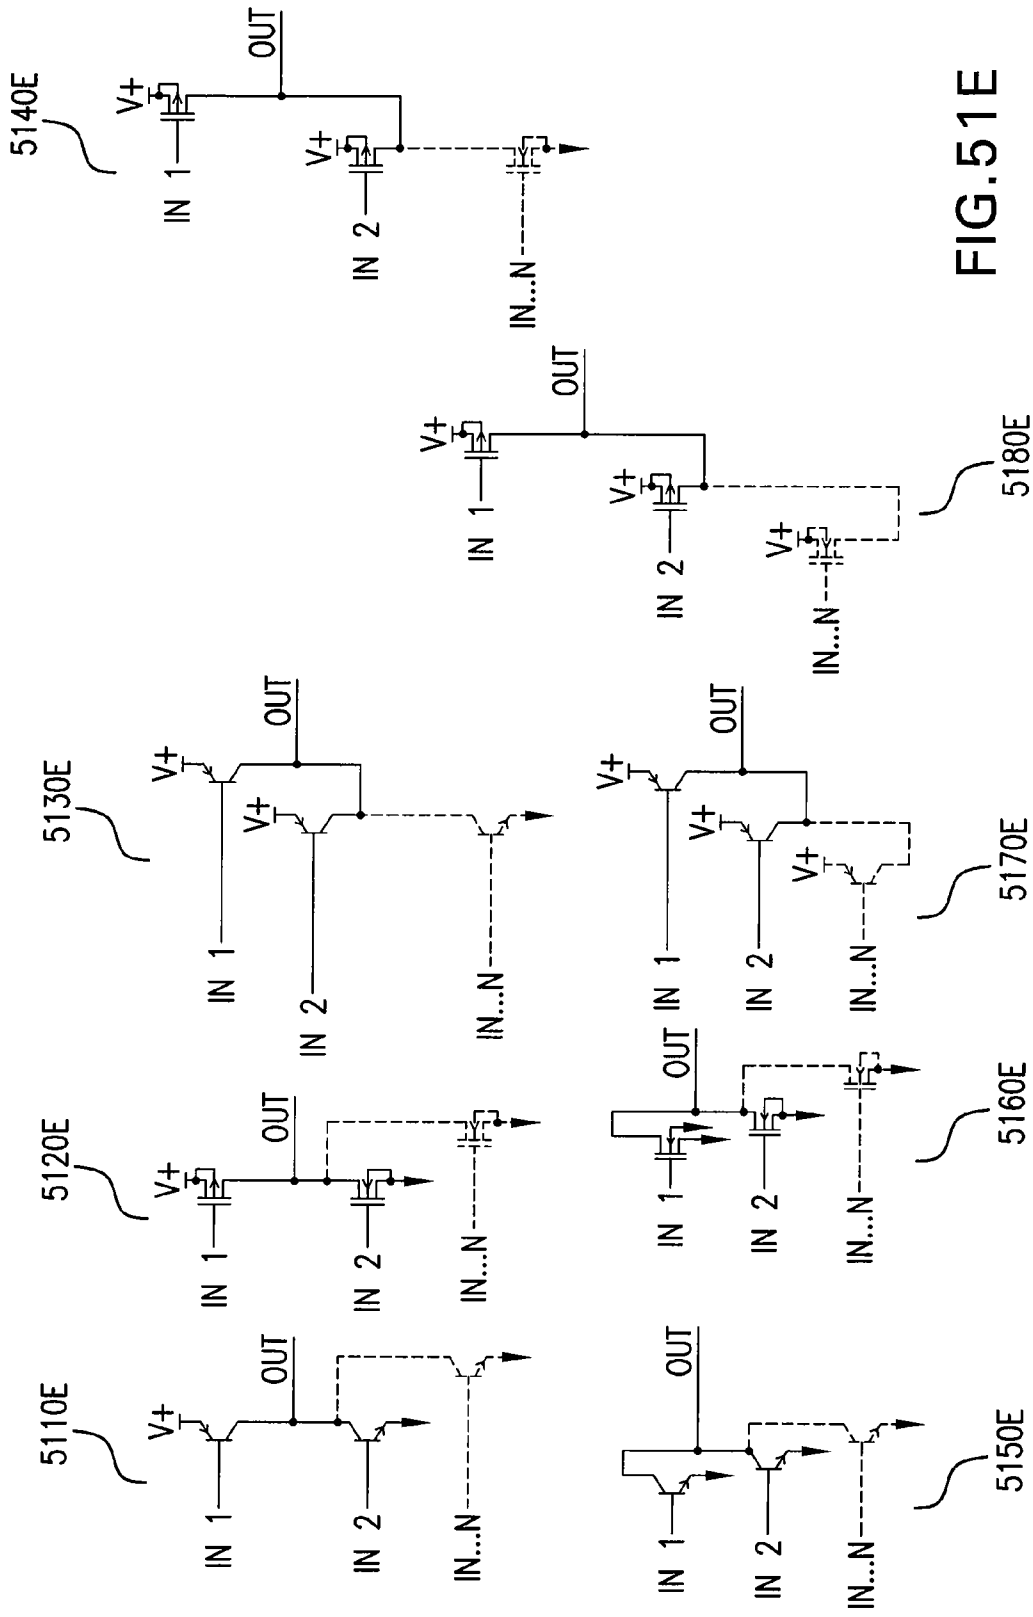 5110E
V+
IN 1
OUT
IN 2
IN...N
5120E
V+
IN 1
OUT
IN 2
IN...N
5130E
V+
IN 1
V+
OUT
IN 2
IN...N
5140E
V+
IN 1
OUT
V+
IN 2
IN...N
IN 1
OUT
IN 2
IN...N
5150E
IN 1
OUT
IN 2
IN...N
5160E
V+
IN 1
V+
OUT
IN 2
V+
IN...N
5170E
V+
IN 1
OUT
V+
IN 2
V+
IN...N
5180E
FIG.51E